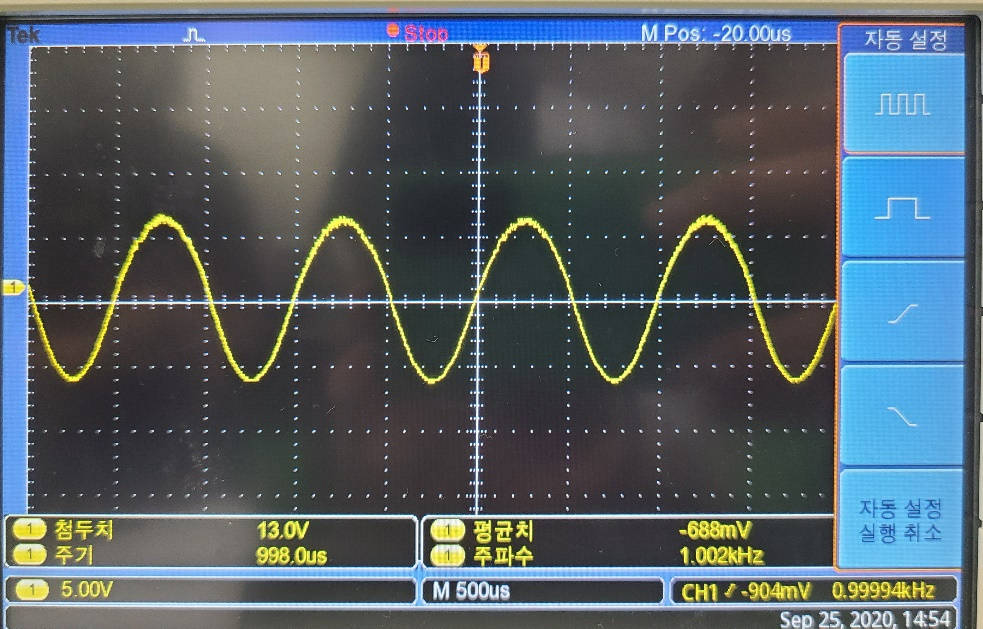 Tek Stop M Pos: -20.00us
자동 설정
T
1
자동 설정
실행 취소
1 첨두치 13.0V 1 평균치 -688mV
1 주기 998.0us 1 주파수 1.002kHz
1 5.00V M 500us CH1 -904mV 0.99994kHz
Sep 25, 2020, 14:54